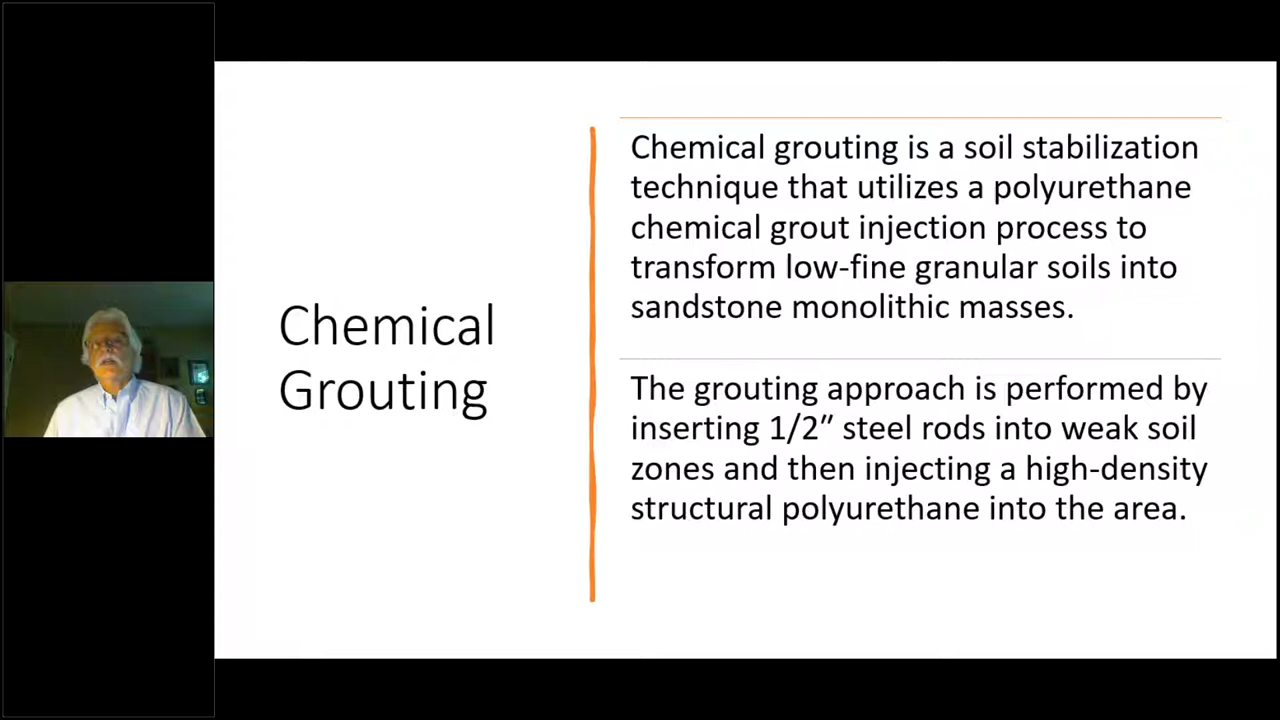 Chemical
Grouting
Chemical grouting is a soil stabilization
technique that utilizes a polyurethane
chemical grout injection process to
transform low-fine granular soils into
sandstone monolithic masses.
The grouting approach is performed by
inserting 1/2” steel rods into weak soil
zones and then injecting a high-density
structural polyurethane into the area.